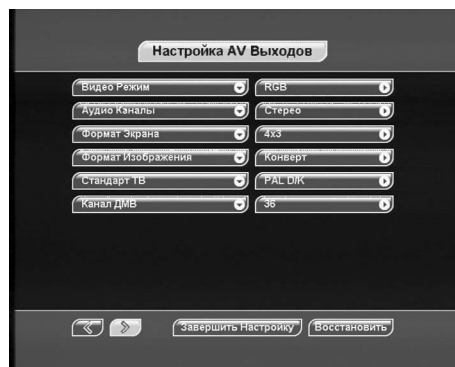 Настройка AV Выходов
Видео Режим RGB
Аудио Каналы Стерео
Формат Экрана 4x3
Формат Изображения Конверт
Стандарт ТВ PAL D/K
Канал ДМВ 36
Завершить Настройку Восстановить